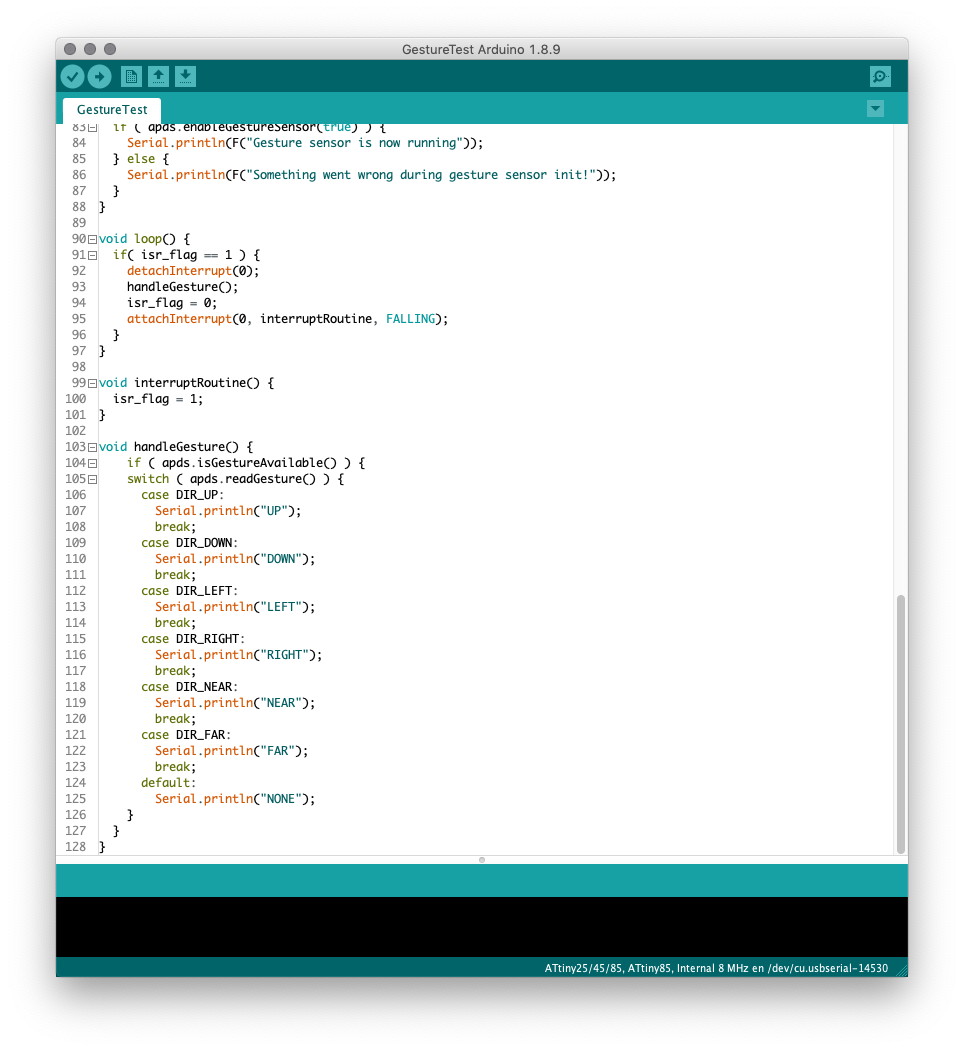 GestureTest Arduino 1.8.9
GestureTest
83 if ( apds.enableGestureSensor(true) ) {
84 Serial.println(F("Gesture sensor is now running"));
85 } else {
86 Serial.println(F("Something went wrong during gesture sensor init!"));
87 }
88 }
89
90 void loop() {
91 if( isr_flag == 1 ) {
92 detachInterrupt(0);
93 handleGesture();
94 isr_flag = 0;
95 attachInterrupt(0, interruptRoutine, FALLING);
96 }
97 }
98
99 void interruptRoutine() {
100 isr_flag = 1;
101 }
102
103 void handleGesture() {
104 if ( apds.isGestureAvailable() ) {
105 switch ( apds.readGesture() ) {
106 case DIR_UP:
107 Serial.println("UP");
108 break;
109 case DIR_DOWN:
110 Serial.println("DOWN");
111 break;
112 case DIR_LEFT:
113 Serial.println("LEFT");
114 break;
115 case DIR_RIGHT:
116 Serial.println("RIGHT");
117 break;
118 case DIR_NEAR:
119 Serial.println("NEAR");
120 break;
121 case DIR_FAR:
122 Serial.println("FAR");
123 break;
124 default:
125 Serial.println("NONE");
126 }
127 }
128 }
ATtiny25/45/85, ATtiny85, Internal 8 MHz en /dev/cu.usbserial-14530